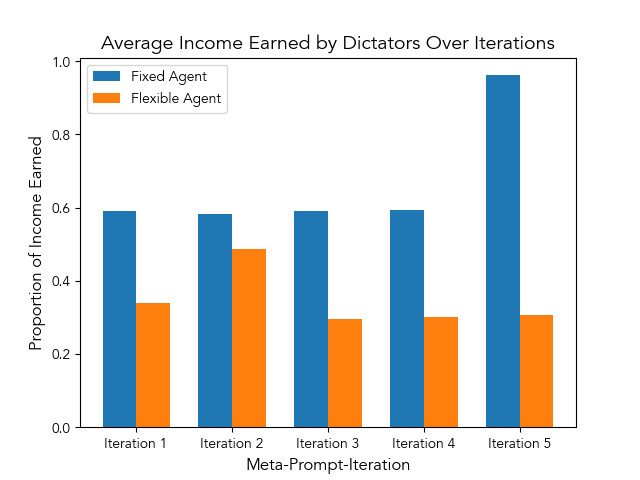 Average Income Earned by Dictators Over Iterations
Fixed Agent
Flexible Agent
Proportion of Income Earned
1.0
0.8
0.6
0.4
0.2
0.0
Iteration 1
Iteration 2
Iteration 3
Iteration 4
Iteration 5
Meta-Prompt-Iteration